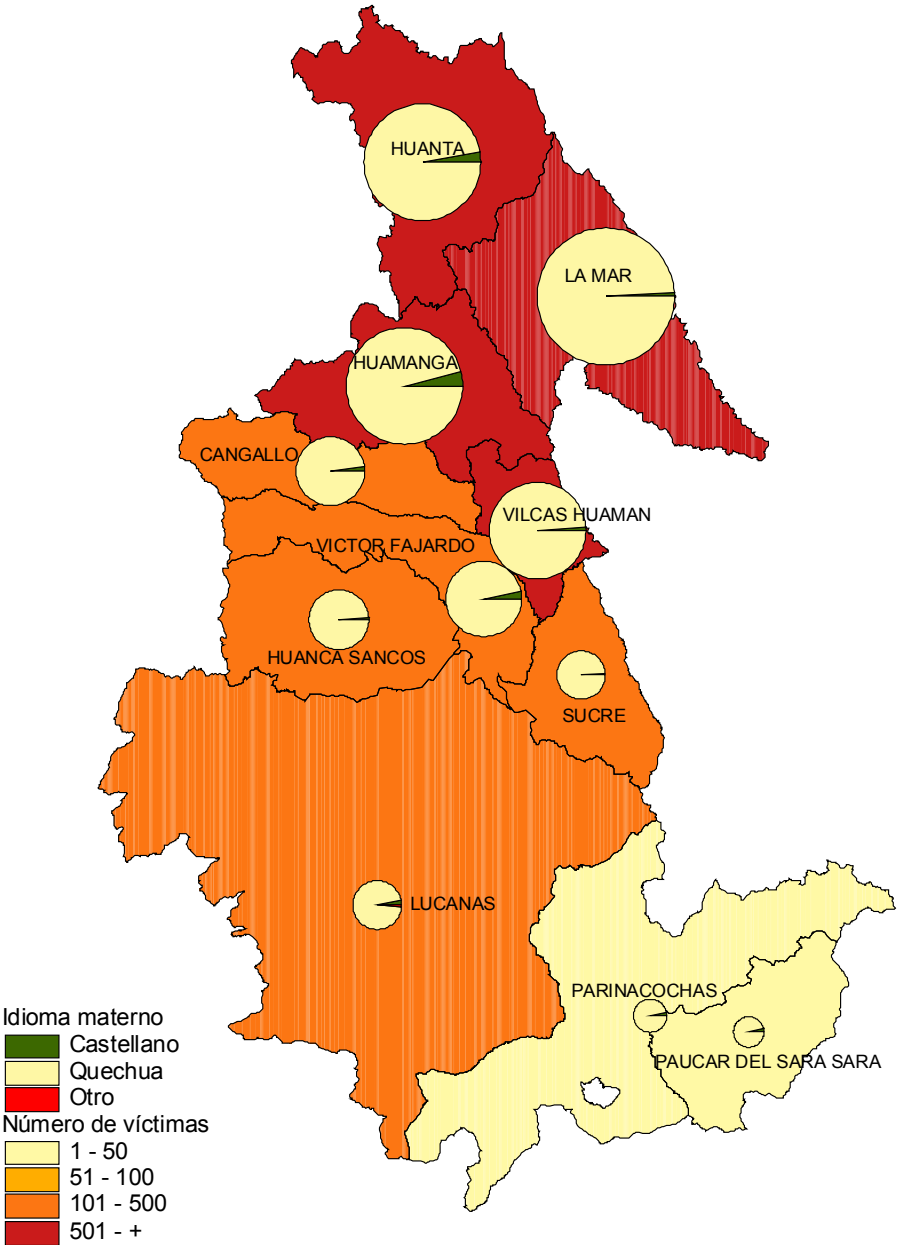 HUANTA
LA MAR
HUAMANGA
CANGALLO
VILCAS HUAMAN
VICTOR FAJARDO
HUANCA SANCOS
SUCRE
LUCANAS
PARINACOCHAS
PAUCAR DEL SARA SARA
Idioma materno
Castellano
Quechua
Otro
Número de víctimas
1 - 50
51 - 100
101 - 500
501 - +